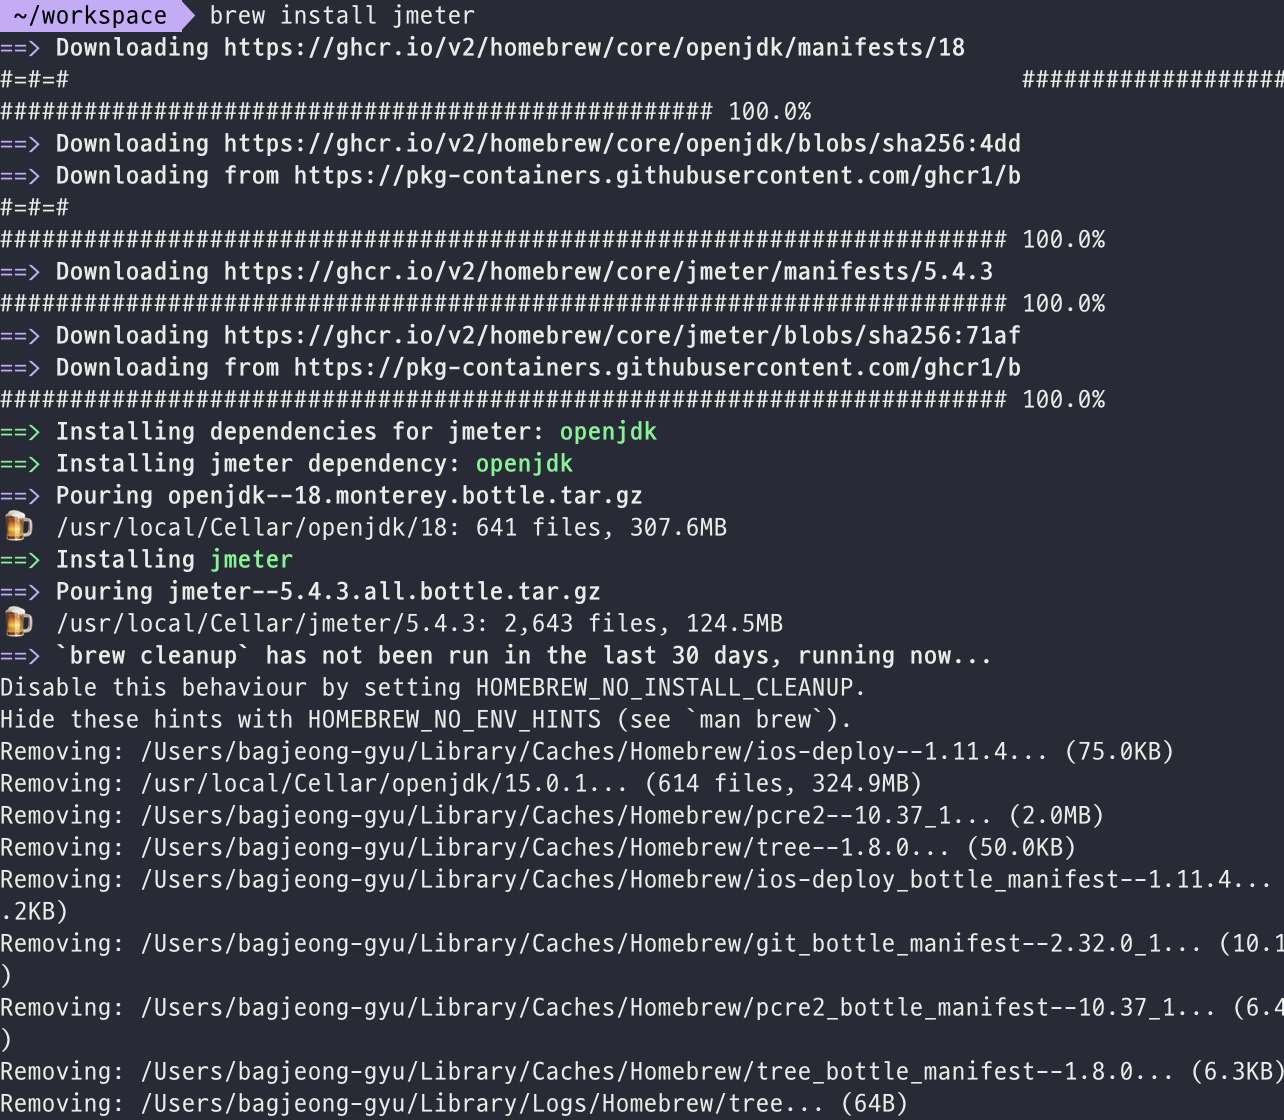 ~/workspace brew install jmeter
==> Downloading https://ghcr.io/v2/homebrew/core/openjdk/manifests/18
#=#=# ###################
################################################### 100.0%
==> Downloading https://ghcr.io/v2/homebrew/core/openjdk/blobs/sha256:4dd
==> Downloading from https://pkg-containers.githubusercontent.com/ghcr1/b
#=#=#
######################################################################## 100.0%
==> Downloading https://ghcr.io/v2/homebrew/core/jmeter/manifests/5.4.3
######################################################################## 100.0%
==> Downloading https://ghcr.io/v2/homebrew/core/jmeter/blobs/sha256:71af
==> Downloading from https://pkg-containers.githubusercontent.com/ghcr1/b
######################################################################## 100.0%
==> Installing dependencies for jmeter: openjdk
==> Installing jmeter dependency: openjdk
==> Pouring openjdk--18.monterey.bottle.tar.gz
🍺 /usr/local/Cellar/openjdk/18: 641 files, 307.6MB
==> Installing jmeter
==> Pouring jmeter--5.4.3.all.bottle.tar.gz
🍺 /usr/local/Cellar/jmeter/5.4.3: 2,643 files, 124.5MB
==> `brew cleanup` has not been run in the last 30 days, running now...
Disable this behaviour by setting HOMEBREW_NO_INSTALL_CLEANUP.
Hide these hints with HOMEBREW_NO_ENV_HINTS (see `man brew`).
Removing: /Users/bagjeong-gyu/Library/Caches/Homebrew/ios-deploy--1.11.4... (75.0KB)
Removing: /usr/local/Cellar/openjdk/15.0.1... (614 files, 324.9MB)
Removing: /Users/bagjeong-gyu/Library/Caches/Homebrew/pcre2--10.37_1... (2.0MB)
Removing: /Users/bagjeong-gyu/Library/Caches/Homebrew/tree--1.8.0... (50.0KB)
Removing: /Users/bagjeong-gyu/Library/Caches/Homebrew/ios-deploy_bottle_manifest--1.11.4...
.2KB)
Removing: /Users/bagjeong-gyu/Library/Caches/Homebrew/git_bottle_manifest--2.32.0_1... (10.1
)
Removing: /Users/bagjeong-gyu/Library/Caches/Homebrew/pcre2_bottle_manifest--10.37_1... (6.4
)
Removing: /Users/bagjeong-gyu/Library/Caches/Homebrew/tree_bottle_manifest--1.8.0... (6.3KB)
Removing: /Users/bagjeong-gyu/Library/Logs/Homebrew/tree... (64B)